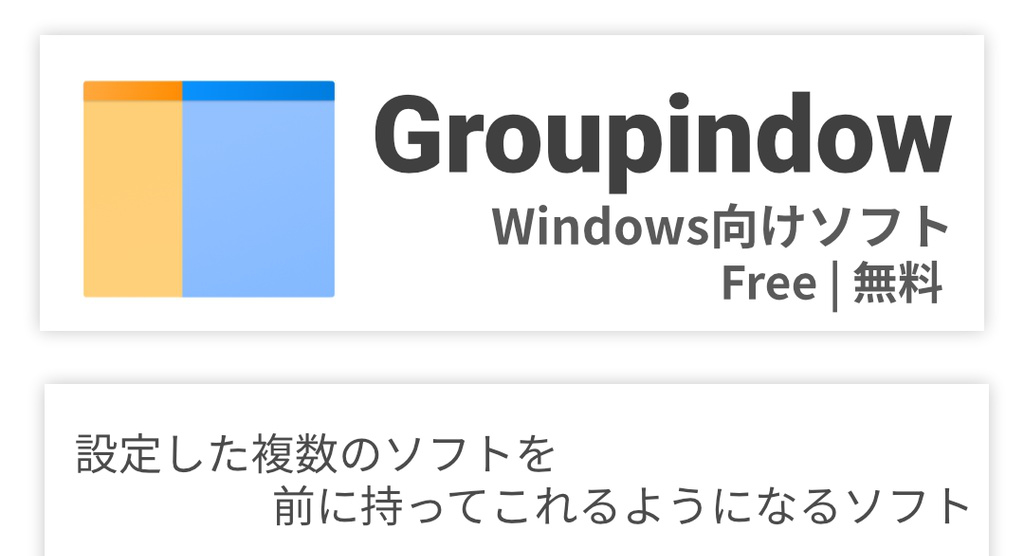 Groupindow
Windows向けソフト
Free | 無料
設定した複数のソフトを
前に持ってこれるようになるソフト